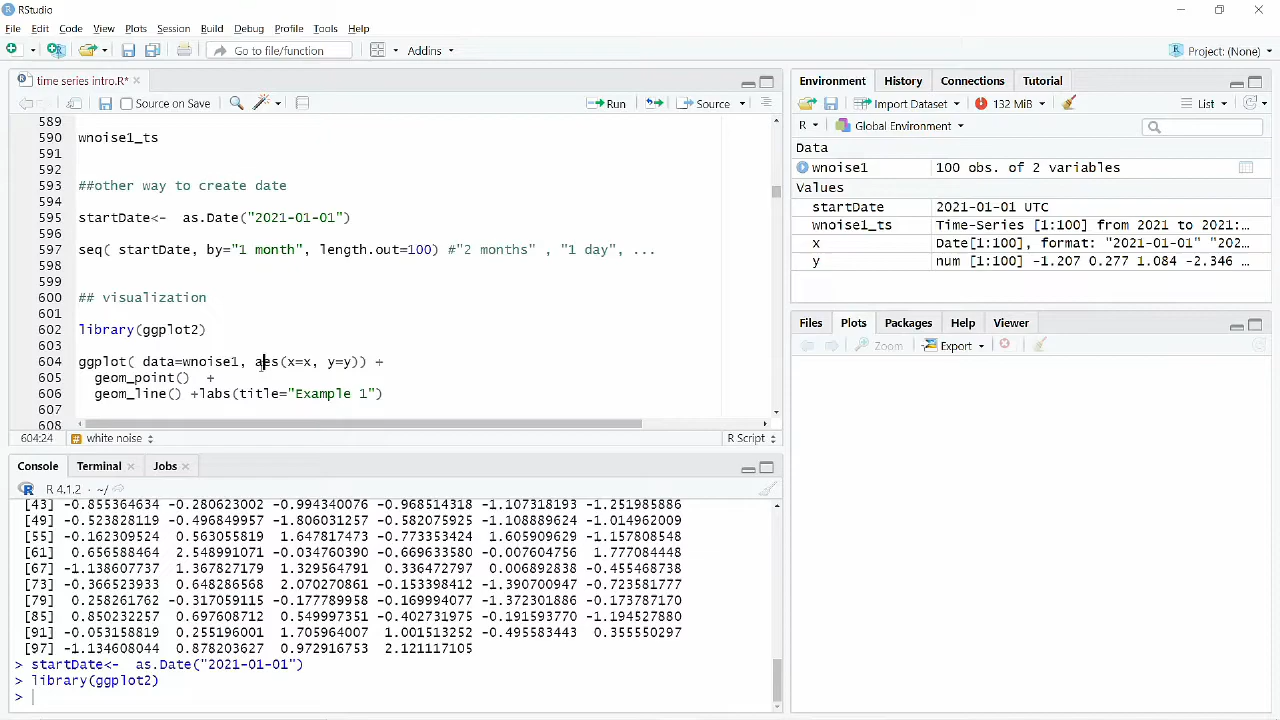 RStudio
File Edit Code View Plots Session Build Debug Profile Tools Help
Go to file/function Addins Project: (None)
time series intro.R*
Source on Save Run Source
589
590 wnoise1_ts
591
592
593 ##other way to create date
594
595 startDate<-  as.Date("2021-01-01")
596
597 seq( startDate, by="1 month", length.out=100) #"2 months" , "1 day", ...
598
599
600 ## visualization
601
602 library(ggplot2)
603
604 ggplot( data=wnoise1, aes(x=x, y=y)) +
605   geom_point()  +
606   geom_line() +labs(title="Example 1")
607
608
604:24 white noise R Script
Console Terminal Jobs
R 4.1.2 · ~/
[43] -0.855364634 -0.280623002 -0.994340076 -0.968514318 -1.107318193 -1.251985886
[49] -0.523828119 -0.496849957 -1.806031257 -0.582075925 -1.108889624 -1.014962009
[55] -0.162309524  0.563055819  1.647817473 -0.773353424  1.605909629 -1.157808548
[61]  0.656588464  2.548991071 -0.034760390 -0.669633580 -0.007604756  1.777084448
[67] -1.138607737  1.367827179  1.329564791  0.336472797  0.006892838 -0.455468738
[73] -0.366523933  0.648286568  2.070270861 -0.153398412 -1.390700947 -0.723581777
[79]  0.258261762 -0.317059115 -0.177789958 -0.169994077 -1.372301886 -0.173787170
[85]  0.850232257  0.697608712  0.549997351 -0.402731975 -0.191593770 -1.194527880
[91] -0.053158819  0.255196001  1.705964007  1.001513252 -0.495583443  0.355550297
[97] -1.134608044  0.878203627  0.972916753  2.121117105
> startDate<-  as.Date("2021-01-01")
> library(ggplot2)
>
Environment History Connections Tutorial
Import Dataset 132 MiB List
R Global Environment
Data
wnoise1 100 obs. of 2 variables
Values
startDate 2021-01-01 UTC
wnoise1_ts Time-Series [1:100] from 2021 to 2021:...
x Date[1:100], format: "2021-01-01" "202...
y num [1:100] -1.207 0.277 1.084 -2.346 ...
Files Plots Packages Help Viewer
Zoom Export